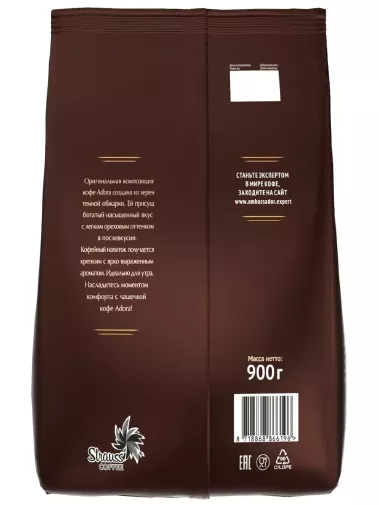 Оригинальная композиция
кофе Adora создана из зерен
темной обжарки. Ей присущ
богатый насыщенный вкус
с легким ореховым оттенком
в послевкусии.
Кофейный напиток получается
крепким с ярко выраженным
ароматом. Идеально для утра.
Насладитесь моментом
комфорта с чашечкой
кофе Adora!
Strauss
COFFEE
СТАНЬТЕ ЭКСПЕРТОМ
В МИРЕ КОФЕ,
ЗАХОДИТЕ НА САЙТ
www.ambassador.expert
Масса нетто:
900 г
EAC
C/LDPE